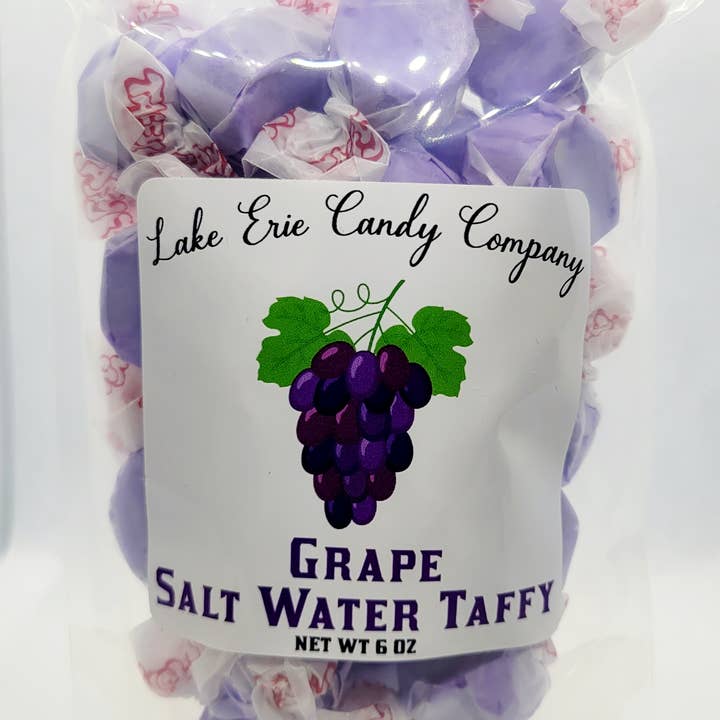 Lake Erie Candy Company
GRAPE
SALT WATER TAFFY
NET WT 6 OZ